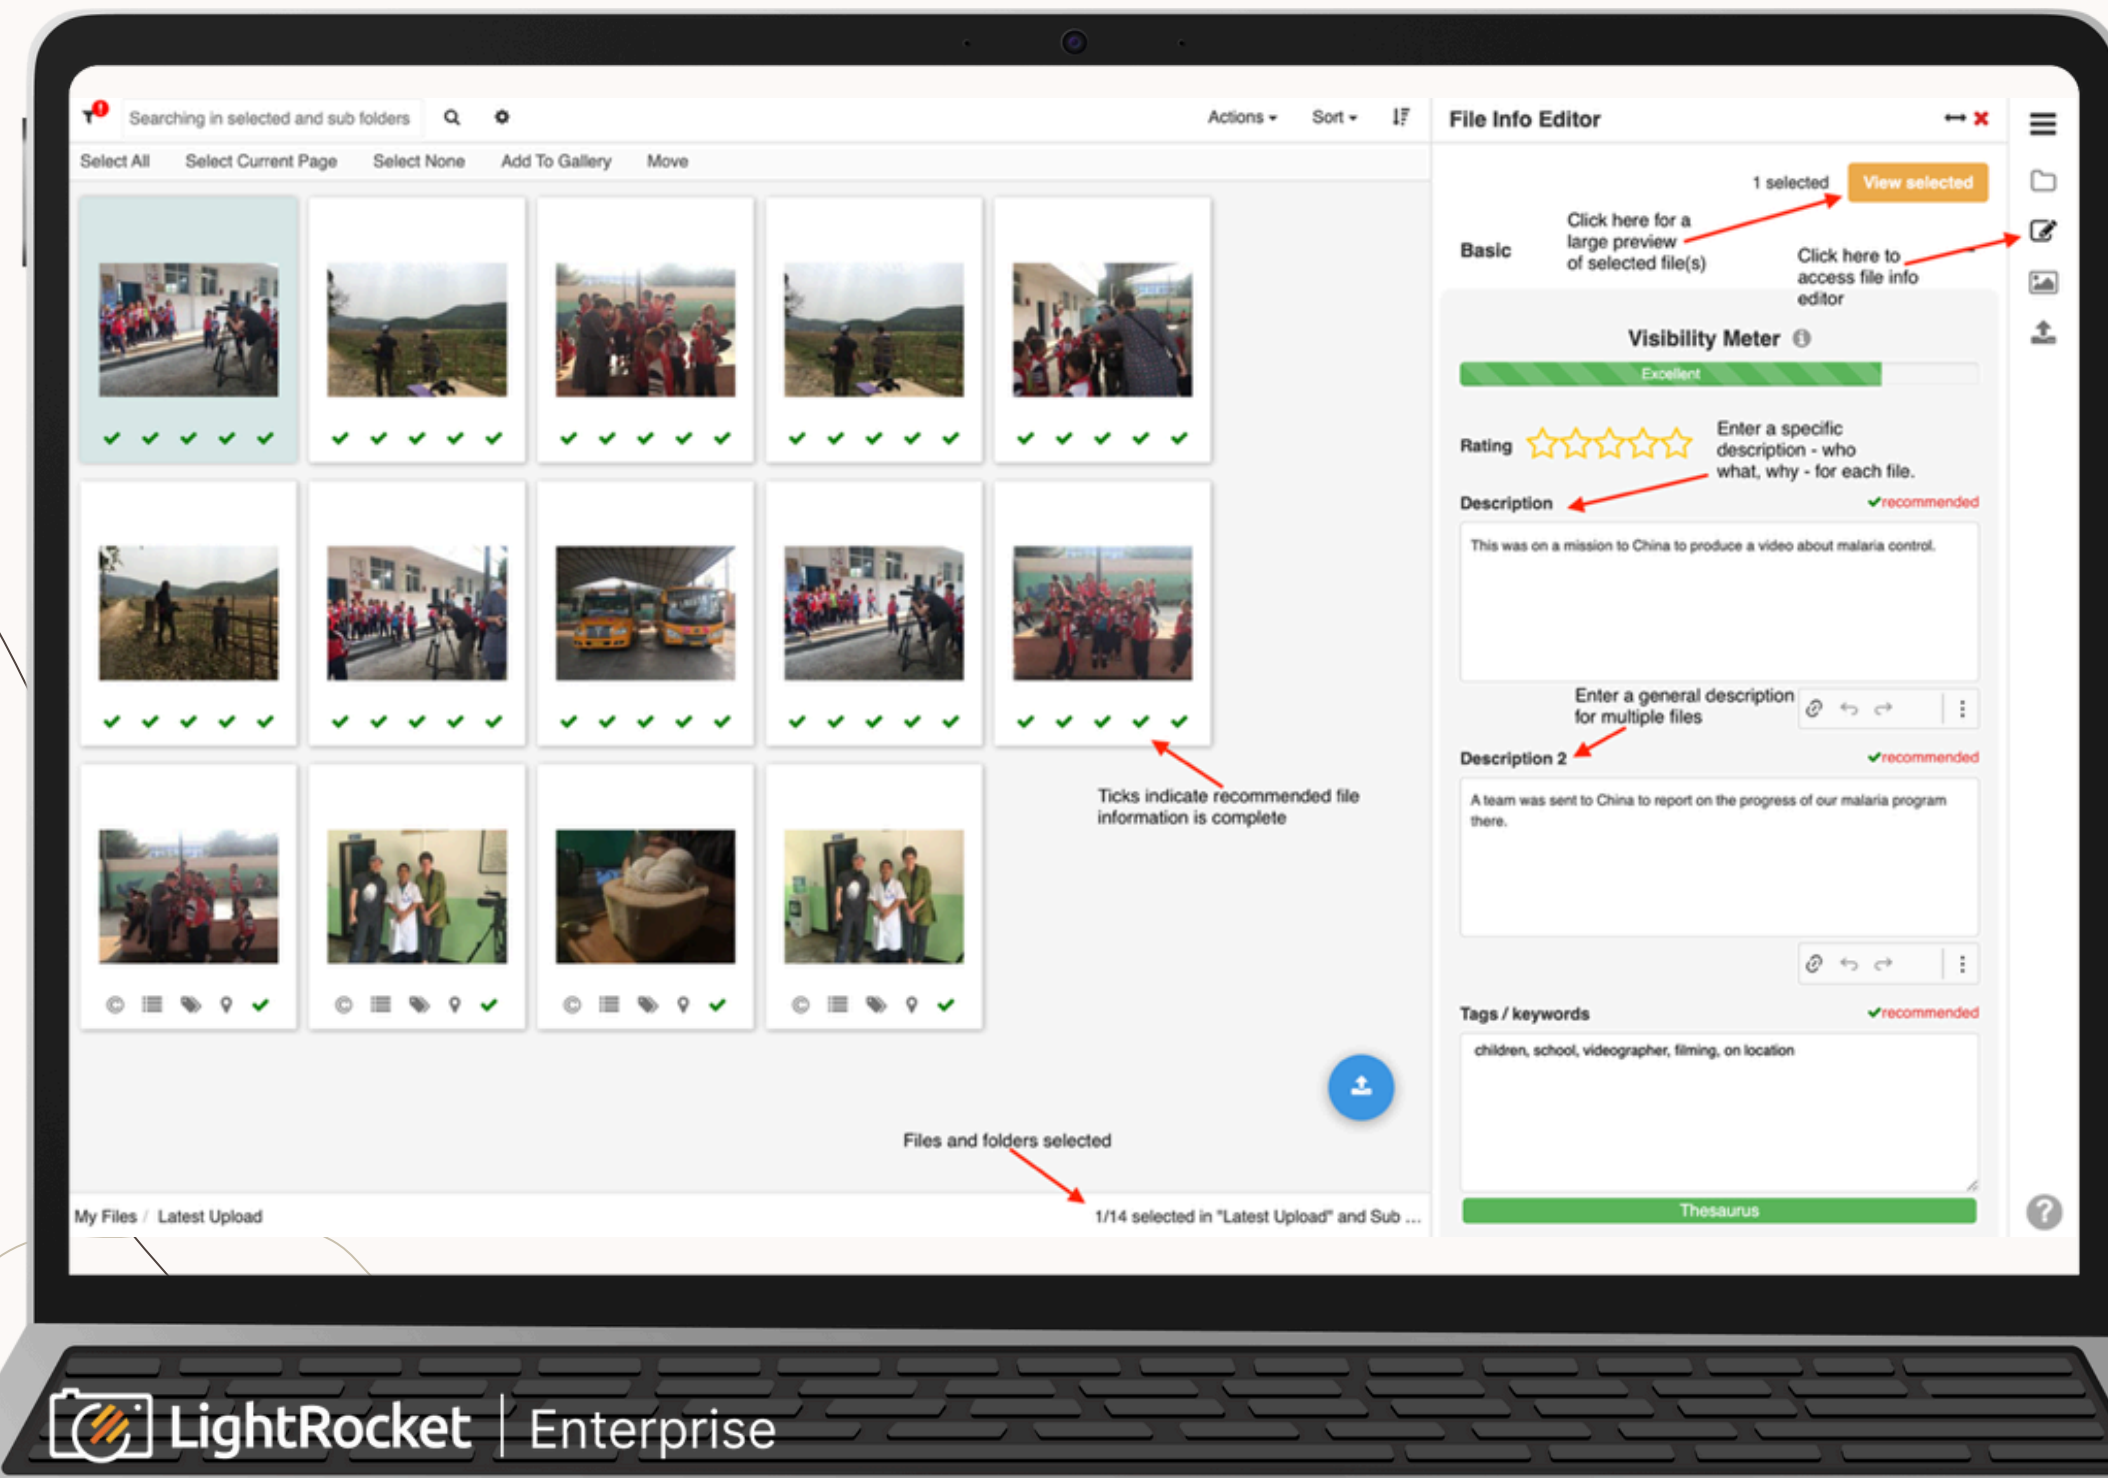 Searching in selected and sub folders
Actions
Sort
Select All
Select Current Page
Select None
Add To Gallery
Move
File Info Editor
1 selected
View selected
Click here for a
large preview
of selected file(s)
Click here to
access file info
editor
Basic
Visibility Meter
Excellent
Rating
Enter a specific
description - who
what, why - for each file.
Description
recommended
This was on a mission to China to produce a video about malaria control.
Enter a general description
for multiple files
Description 2
recommended
A team was sent to China to report on the progress of our malaria program
there.
Ticks indicate recommended file
information is complete
Tags / keywords
recommended
children, school, videographer, filming, on location
Thesaurus
Files and folders selected
My Files / Latest Upload
1/14 selected in "Latest Upload" and Sub ...
LightRocket | Enterprise